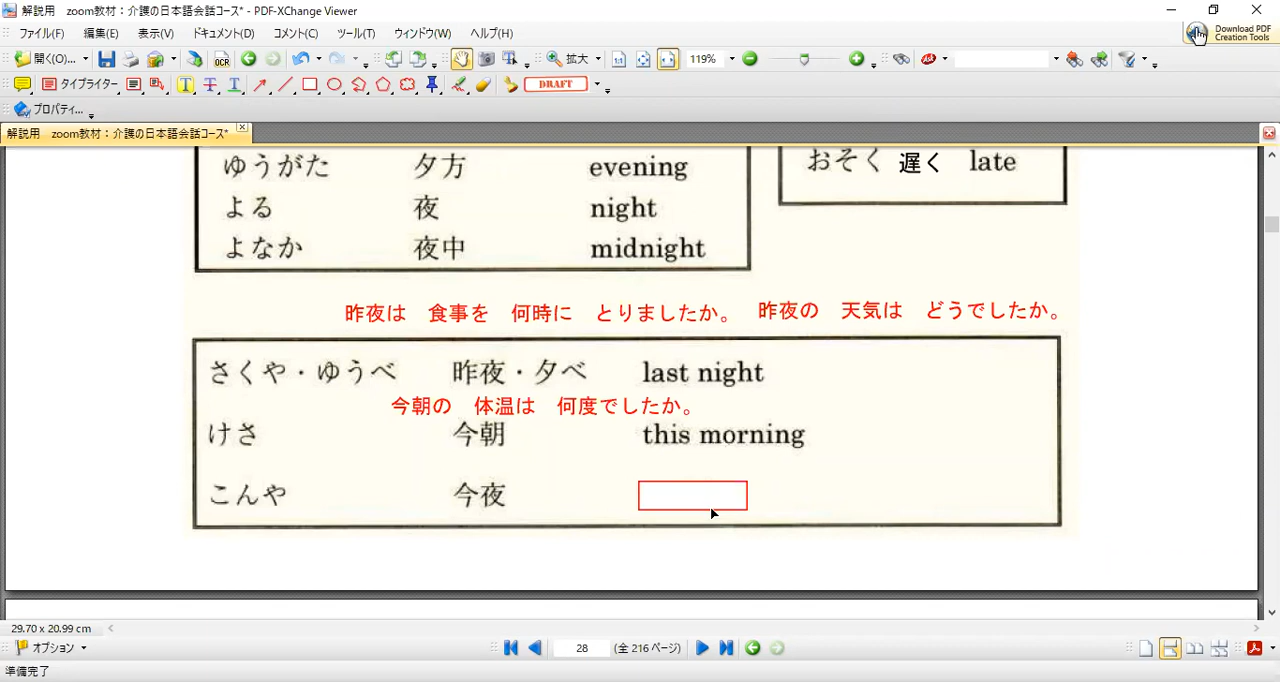 解説用　zoom教材：介護の日本語会話コース* - PDF-XChange Viewer
ファイル(F) 編集(E) 表示(V) ドキュメント(D) コメント(C) ツール(T) ウィンドウ(W) ヘルプ(H)
Download PDF
Creation Tools
開く(O)... OCR 拡大 119%
タイプライター T T T DRAFT
プロパティ...
解説用　zoom教材：介護の日本語会話コース*
ゆうがた 夕方 evening おそく 遅く late
よる 夜 night
よなか 夜中 midnight
昨夜は 食事を 何時に とりましたか。 昨夜の 天気は どうでしたか。
さくや・ゆうべ 昨夜・夕べ last night
今朝の 体温は 何度でしたか。
けさ 今朝 this morning
こんや 今夜
29.70 x 20.99 cm
オプション 28 (全 216 ページ)
準備完了